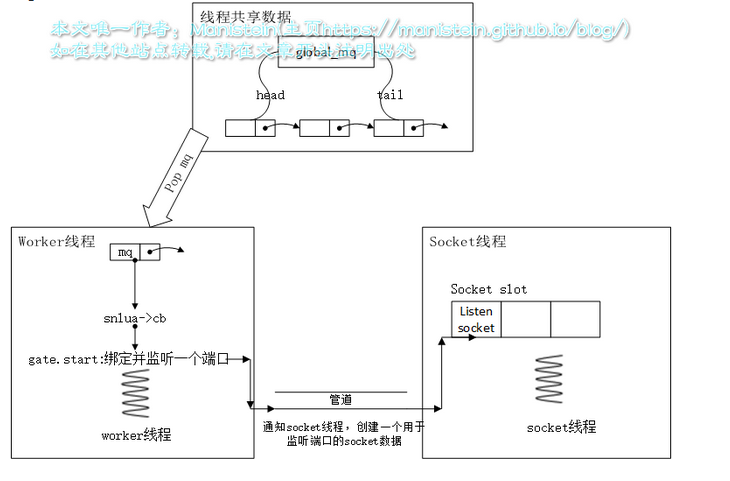 线程共享数据
本文唯一作者：Manistein(主页https://manistein.github.io/blog/)
如在其他站点转载,请在文章开头注明出处
global_mq
head
tail
Pop mq
Worker线程
mq
snlua->cb
gate.start:绑定并监听一个端口
worker线程
管道
通知socket线程，创建一个用于
监听端口的socket数据
Socket线程
Socket slot
Listen
socket
socket线程